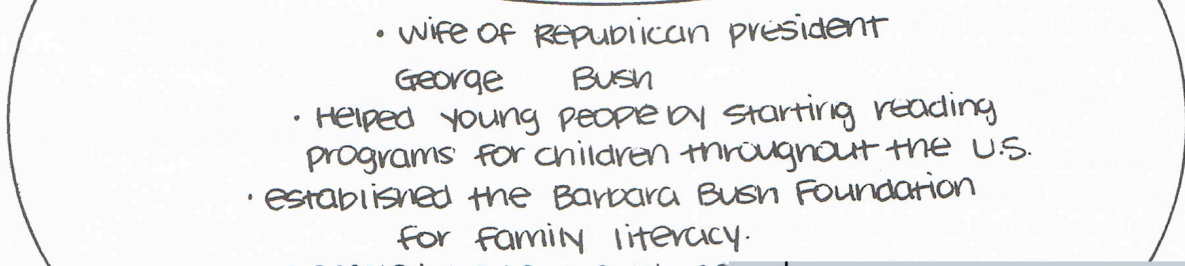 • wife of Republican president
George Bush
• Helped young people by starting reading
programs for children throughout the U.S.
• established the Barbara Bush Foundation
for family literacy.